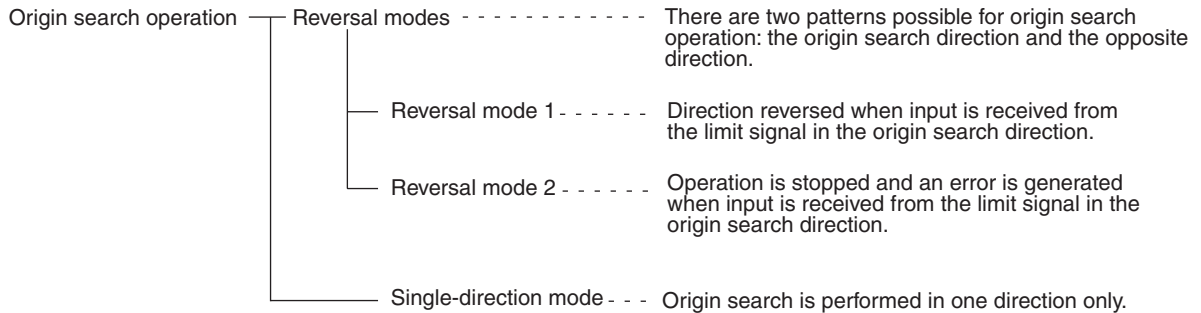 Origin search operation
Reversal modes
There are two patterns possible for origin search
operation: the origin search direction and the opposite
direction.
Reversal mode 1
Direction reversed when input is received from
the limit signal in the origin search direction.
Reversal mode 2
Operation is stopped and an error is generated
when input is received from the limit signal in the
origin search direction.
Single-direction mode
Origin search is performed in one direction only.